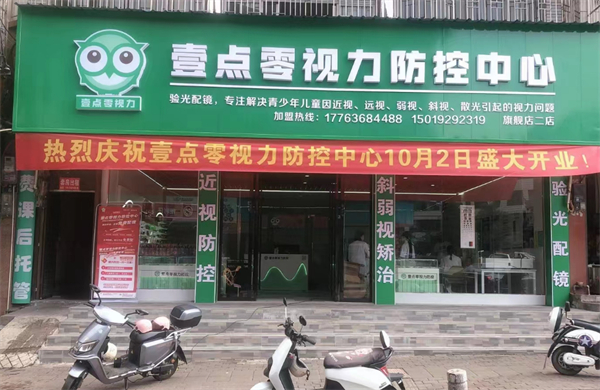 壹点零视力防控中心
壹点零视力
验光配镜，专注解决青少年儿童因近视、远视、弱视、斜视、散光引起的视力问题
加盟热线：17763684488 15019292319 旗舰店二店
热烈庆祝壹点零视力防控中心10月2日盛大开业！
课后托管
近视防控
斜弱视矫治
验光配镜